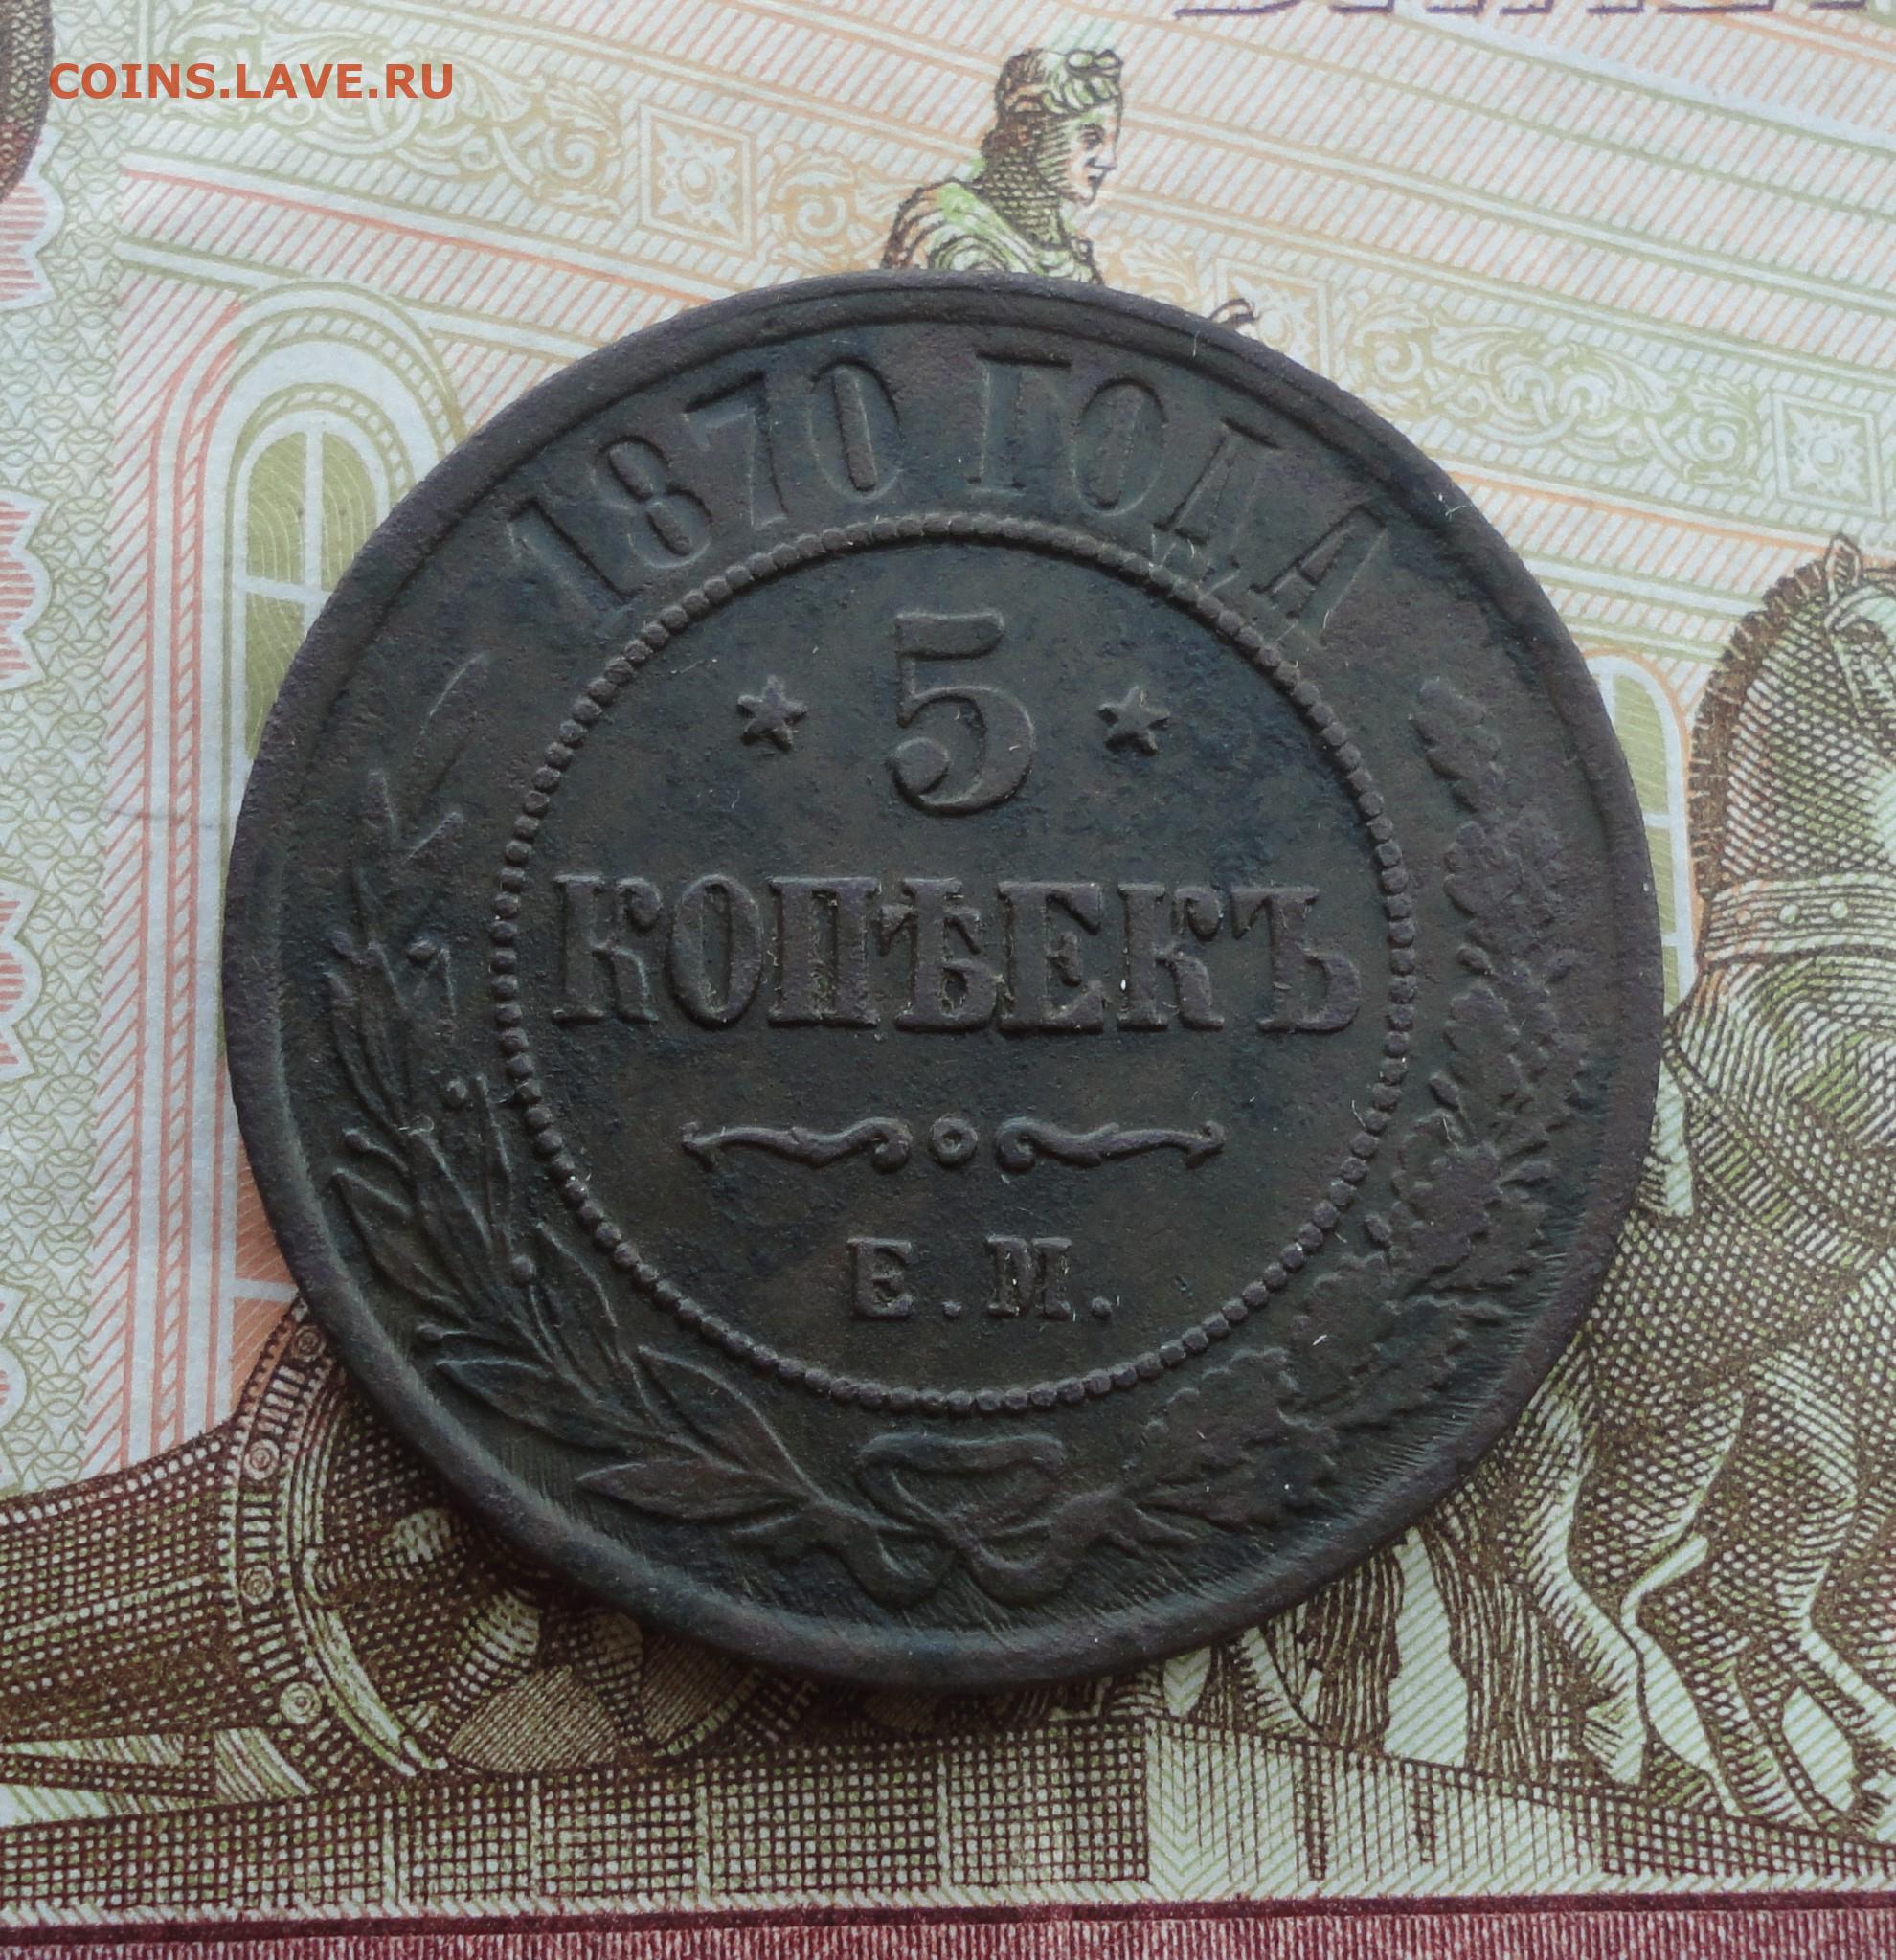 COINS.LAVE.RU
1870 ГОДА
5
КОПѢЕКЪ
Е.М.